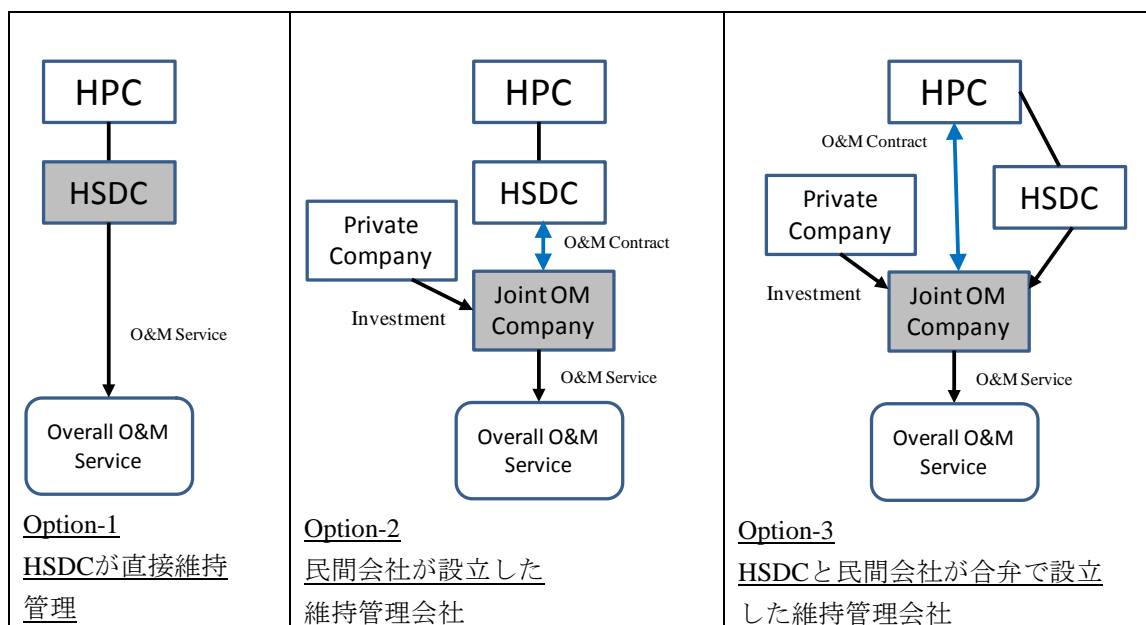 HPC
HSDC
O&M Service
Overall O&M
Service
Option-1
HSDCが直接維持
管理
HPC
HSDC
Private
Company
O&M Contract
Investment
Joint OM
Company
O&M Service
Overall O&M
Service
Option-2
民間会社が設立した
維持管理会社
HPC
O&M Contract
HSDC
Private
Company
Investment
Joint OM
Company
O&M Service
Overall O&M
Service
Option-3
HSDCと民間会社が合弁で設立
した維持管理会社